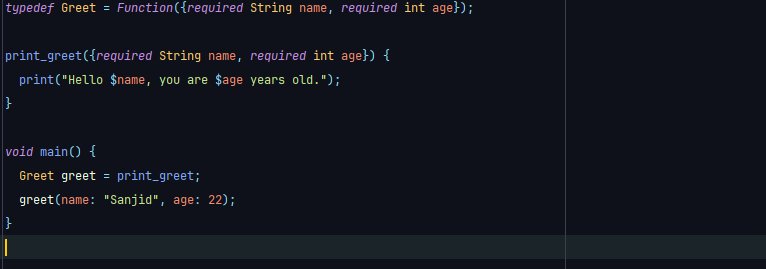 typedef Greet = Function({required String name, required int age});
print_greet({required String name, required int age}) {
  print("Hello $name, you are $age years old.");
}
void main() {
  Greet greet = print_greet;
  greet(name: "Sanjid", age: 22);
}